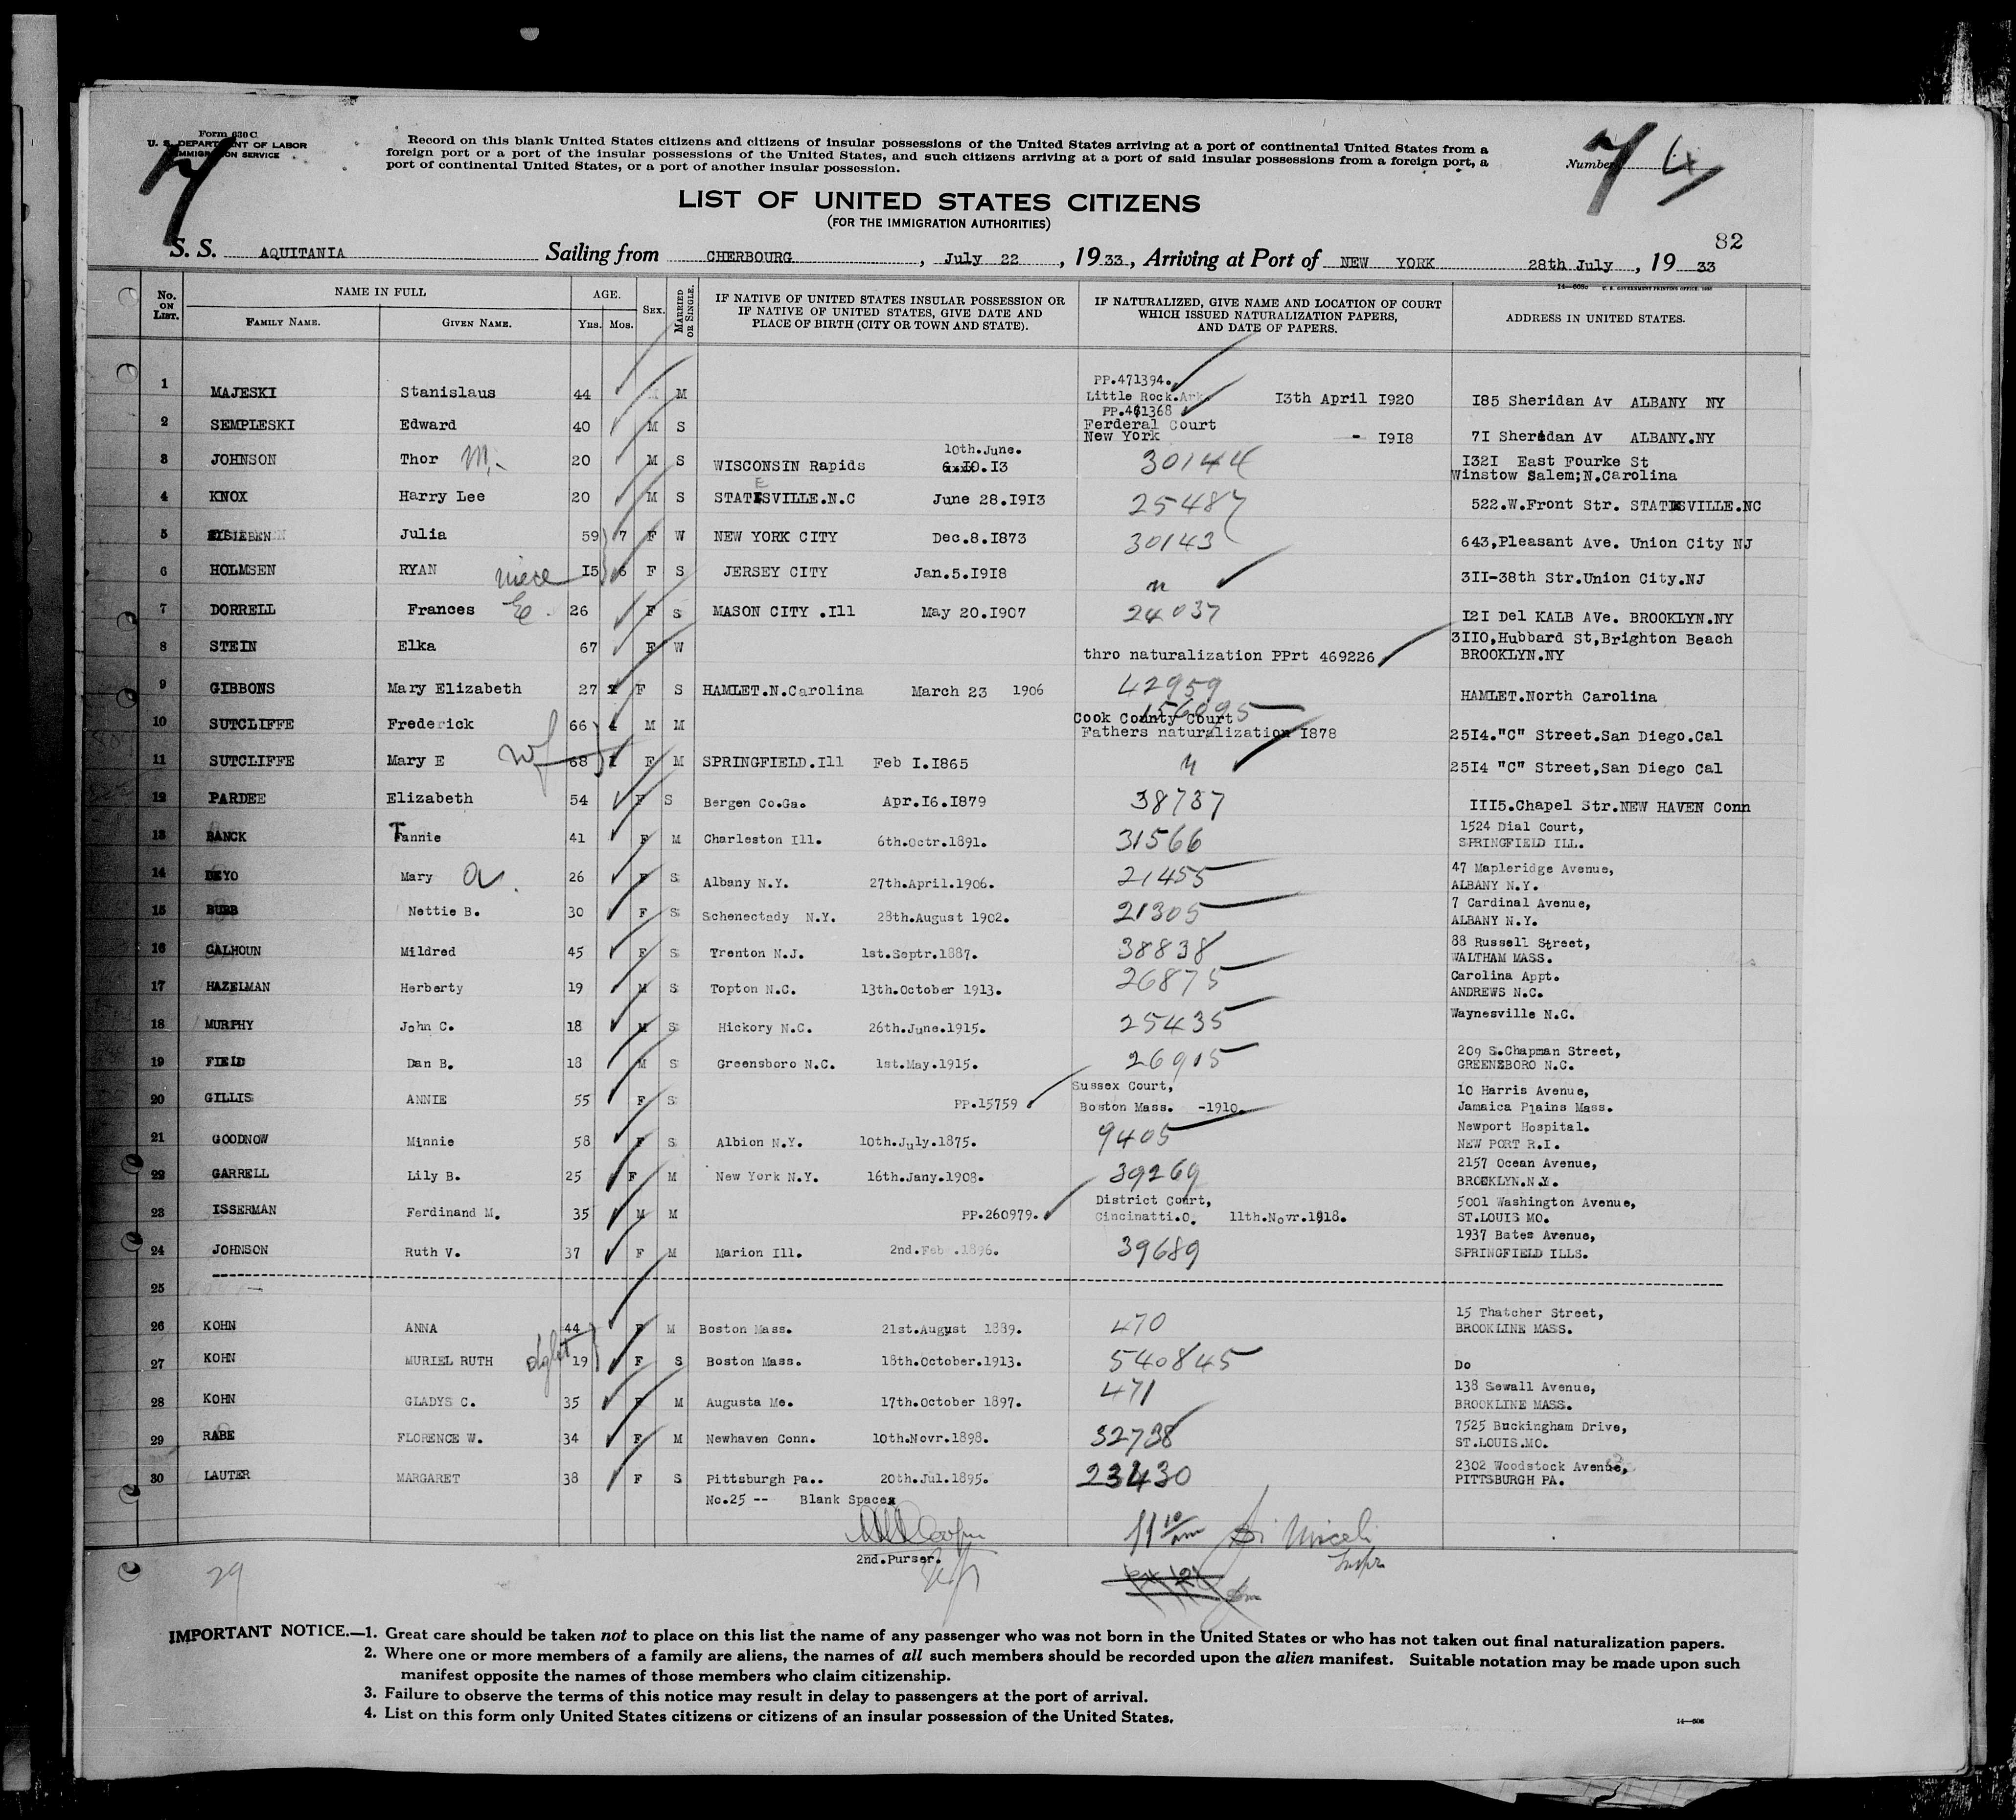 Form 630 C
U. S. DEPARTMENT OF LABOR
IMMIGRATION SERVICE
Record on this blank United States citizens and citizens of insular possessions of the United States arriving at a port of continental United States from a
foreign port or a port of the insular possessions of the United States, and such citizens arriving at a port of said insular possessions from a foreign port, a
port of continental United States, or a port of another insular possession.
Number
LIST OF UNITED STATES CITIZENS
(FOR THE IMMIGRATION AUTHORITIES)
82
S. S. AQUITANIA Sailing from CHERBOURG, July 22, 1933, Arriving at Port of NEW YORK 28th July, 1933
No. ON LIST. NAME IN FULL FAMILY NAME. GIVEN NAME. AGE. YRS. MOS. SEX. MARRIED OR SINGLE. IF NATIVE OF UNITED STATES INSULAR POSSESSION OR IF NATIVE OF UNITED STATES, GIVE DATE AND PLACE OF BIRTH (CITY OR TOWN AND STATE). IF NATURALIZED, GIVE NAME AND LOCATION OF COURT WHICH ISSUED NATURALIZATION PAPERS, AND DATE OF PAPERS. ADDRESS IN UNITED STATES.
1 MAJESKI Stanislaus 44 M PP.471394. Little Rock.Ark 13th April 1920 185 Sheridan Av ALBANY NY
2 SEMPLESKI Edward 40 M S Ferderal Court New York - 1918 71 Sheridan Av ALBANY.NY
3 JOHNSON Thor M. 20 M S WISCONSIN Rapids 10th.June. 13 30144 1321 East Fourke St Winstow Salem;N.Carolina
4 KNOX Harry Lee 20 M S STATESVILLE.N.C June 28.1913 25487 522.W.Front Str. STATESVILLE.NC
5 Julia 59 7 F W NEW YORK CITY Dec.8.1873 30143 643,Pleasant Ave. Union City NJ
6 HOLMSEN RYAN niece 15 6 F S JERSEY CITY Jan.5.1918 311-38th Str.Union City.NJ
7 DORRELL Frances E. 26 F S MASON CITY .Ill May 20.1907 24037 121 Del KALB AVe. BROOKLYN.NY
8 STEIN Elka 67 F W thro naturalization PPrt 469226 3110,Hubbard St,Brighton Beach BROOKLYN.NY
9 GIBBONS Mary Elizabeth 27 F S HAMLET.N.Carolina March 23 1906 42959 HAMLET.North Carolina
10 SUTCLIFFE Frederick 66 4 M M 156095 Cook County Court Fathers naturalization 1878 2514."C" Street.San Diego.Cal
11 SUTCLIFFE Mary E wf 68 F M SPRINGFIELD.Ill Feb 1.1865 2514 "C" Street,San Diego Cal
12 PARDEE Elizabeth 54 F S Bergen Co.Ga. Apr.16.1879 38737 1115.Chapel Str.NEW HAVEN Conn
13 BANCK Fannie 41 F M Charleston Ill. 6th.Octr.1891. 31566 1524 Dial Court, SPRINGFIELD ILL.
14 DEYO Mary a. 26 F S Albany N.Y. 27th.April.1906. 21455 47 Mapleridge Avenue, ALBANY N.Y.
15 BUBB Nettie B. 30 F S Schenectady N.Y. 28th.August 1902. 21305 7 Cardinal Avenue, ALBANY N.Y.
16 CALHOUN Mildred 45 F S Trenton N.J. 1st.Septr.1887. 38838 88 Russell Street, WALTHAM MASS.
17 HAZELMAN Herberty 19 M S Topton N.C. 13th.October 1913. 26875 Carolina Appt. ANDREWS N.C.
18 MURPHY John C. 18 M S Hickory N.C. 26th.June.1915. 25435 Waynesville N.C.
19 FIELD Dan B. 18 M S Greensboro N.C. 1st.May.1915. 26915 209 S.Chapman Street, GREENSBORO N.C.
20 GILLIS ANNIE 55 F S PP.15759 Sussex Court, Boston Mass. -1910. 10 Harris Avenue, Jamaica Plains Mass.
21 GOODNOW Minnie 58 F S Albion N.Y. 10th.July.1875. 9405 Newport Hospital. NEW PORT R.I.
22 GARRELL Lily B. 25 F M New York N.Y. 16th.Jany.1908. 39269 2157 Ocean Avenue, BROOKLYN.N.Y.
23 ISSERMAN Ferdinand M. 35 M M PP.260979. District Court, Cincinatti.O. 11th.Novr.1918. 5001 Washington Avenue, ST.LOUIS MO.
24 JOHNSON Ruth V. 37 F M Marion Ill. 2nd.Feb .1896. 39689 1937 Bates Avenue, SPRINGFIELD ILLS.
25
26 KOHN ANNA 44 F M Boston Mass. 21st.August 1889. 470 15 Thatcher Street, BROOKLINE MASS.
27 KOHN MURIEL RUTH dght 19 F S Boston Mass. 18th.October.1913. 540845 Do
28 KOHN GLADYS C. 35 F M Augusta Me. 17th.October 1897. 471 138 Sewall Avenue, BROOKLINE MASS.
29 RABE FLORENCE W. 34 F M Newhaven Conn. 10th.Novr.1898. 32738 7525 Buckingham Drive, ST.LOUIS.MO.
30 LAUTER MARGARET 38 F S Pittsburgh Pa.. 20th.Jul.1895. 23430 2302 Woodstock Avenue, PITTSBURGH PA.
No.25 -- Blank Space
2nd.Purser.
29
IMPORTANT NOTICE.—1. Great care should be taken not to place on this list the name of any passenger who was not born in the United States or who has not taken out final naturalization papers.
2. Where one or more members of a family are aliens, the names of all such members should be recorded upon the alien manifest. Suitable notation may be made upon such
manifest opposite the names of those members who claim citizenship.
3. Failure to observe the terms of this notice may result in delay to passengers at the port of arrival.
4. List on this form only United States citizens or citizens of an insular possession of the United States.